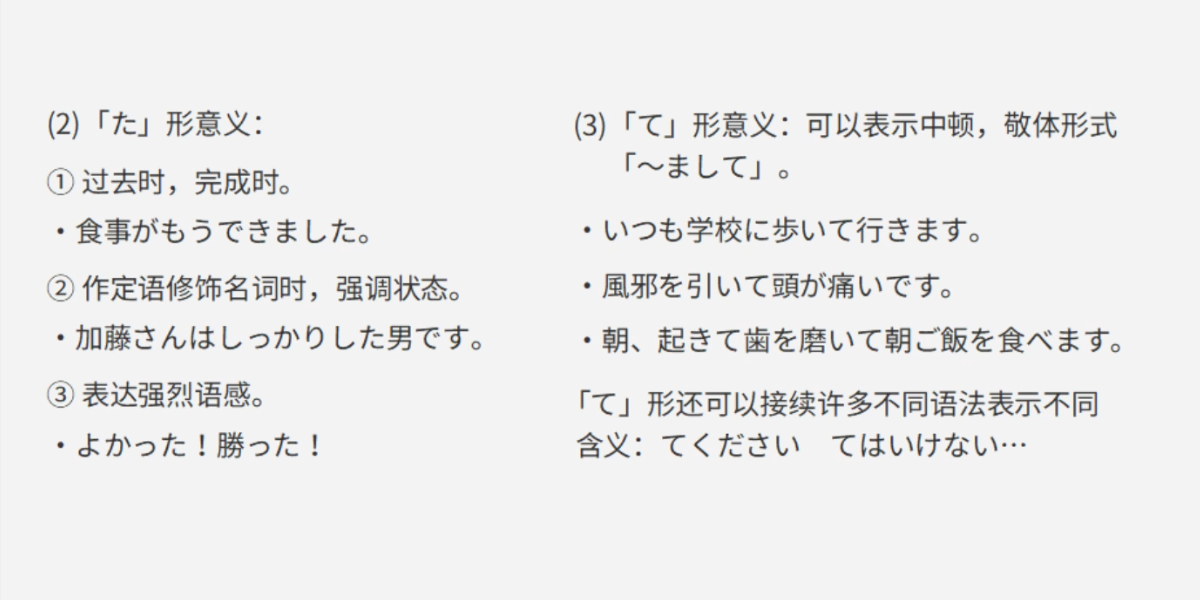 (2)「た」形意义：
① 过去时，完成时。
・食事がもうできました。
② 作定语修饰名词时，强调状态。
・加藤さんはしっかりした男です。
③ 表达强烈语感。
・よかった！勝った！
(3)「て」形意义：可以表示中顿，敬体形式
「～まして」。
・いつも学校に歩いて行きます。
・風邪を引いて頭が痛いです。
・朝、起きて歯を磨いて朝ご飯を食べます。
「て」形还可以接续许多不同语法表示不同
含义：てください　てはいけない…